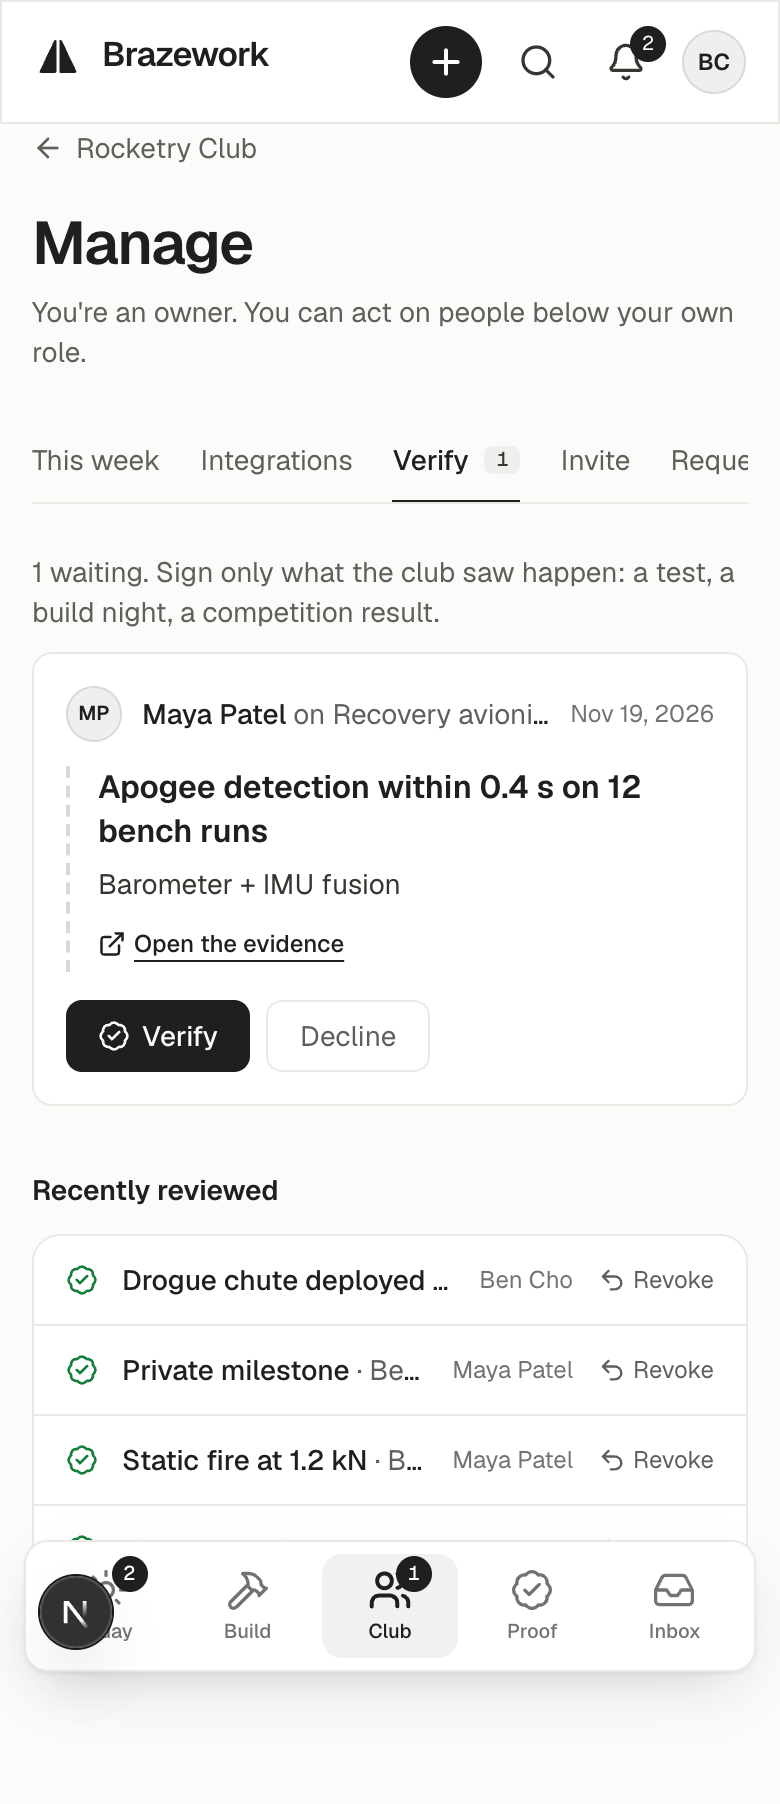 Brazework
2
BC
Rocketry Club
Manage
You're an owner. You can act on people below your own
role.
This week Integrations Verify 1 Invite Reque
1 waiting. Sign only what the club saw happen: a test, a
build night, a competition result.
MP Maya Patel on Recovery avioni... Nov 19, 2026
Apogee detection within 0.4 s on 12
bench runs
Barometer + IMU fusion
Open the evidence
Verify Decline
Recently reviewed
Drogue chute deployed ... Ben Cho Revoke
Private milestone · Be... Maya Patel Revoke
Static fire at 1.2 kN · B... Maya Patel Revoke
2 1
N
ay Build Club Proof Inbox